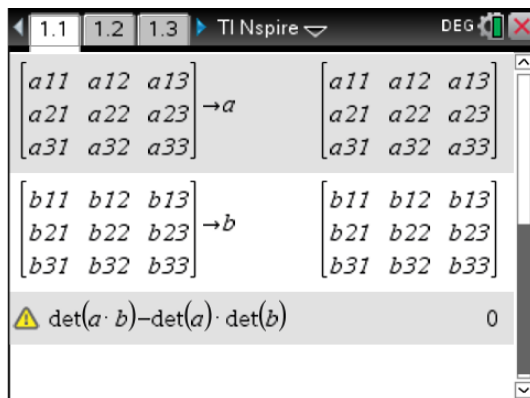 1.1 1.2 1.3 TI Nspire DEG
[a11 a12 a13
a21 a22 a23
a31 a32 a33]→a
[a11 a12 a13
a21 a22 a23
a31 a32 a33]
[b11 b12 b13
b21 b22 b23
b31 b32 b33]→b
[b11 b12 b13
b21 b22 b23
b31 b32 b33]
det(a·b)−det(a)·det(b) 0